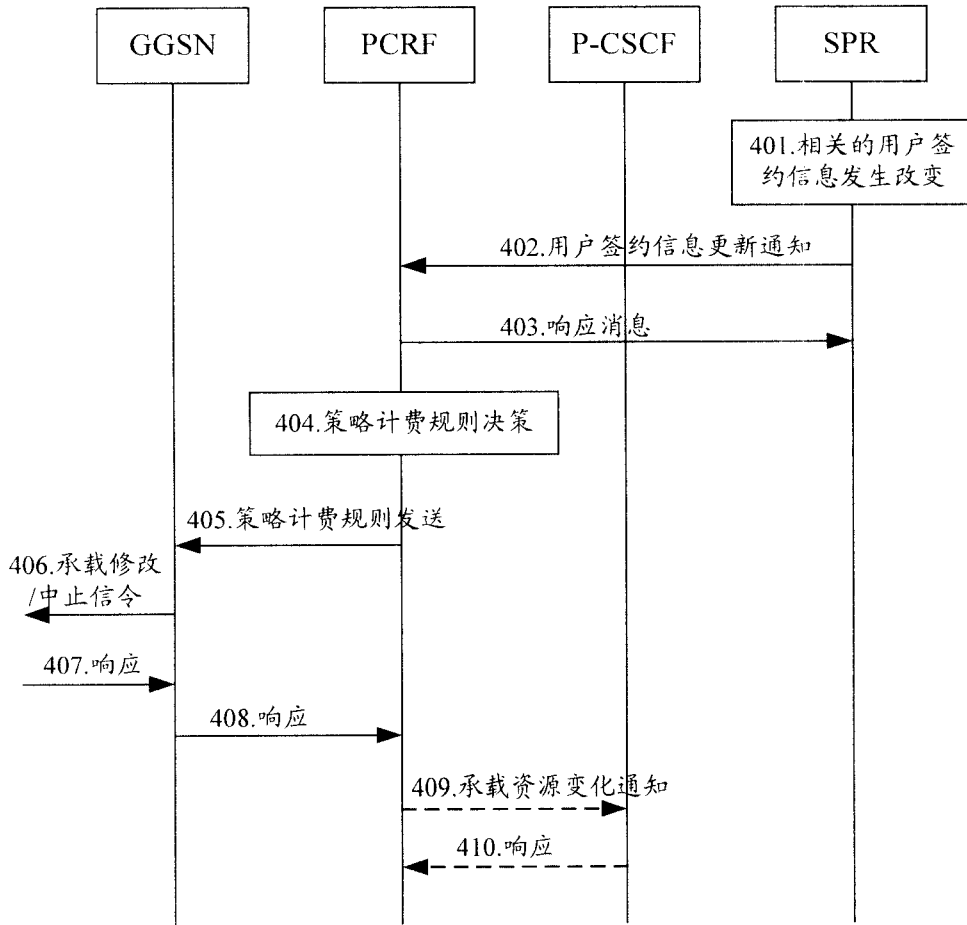 GGSN
PCRF
P-CSCF
SPR
401.相关的用户签
约信息发生改变
402.用户签约信息更新通知
403.响应消息
404.策略计费规则决策
405.策略计费规则发送
406.承载修改
/中止信令
407.响应
408.响应
409.承载资源变化通知
410.响应